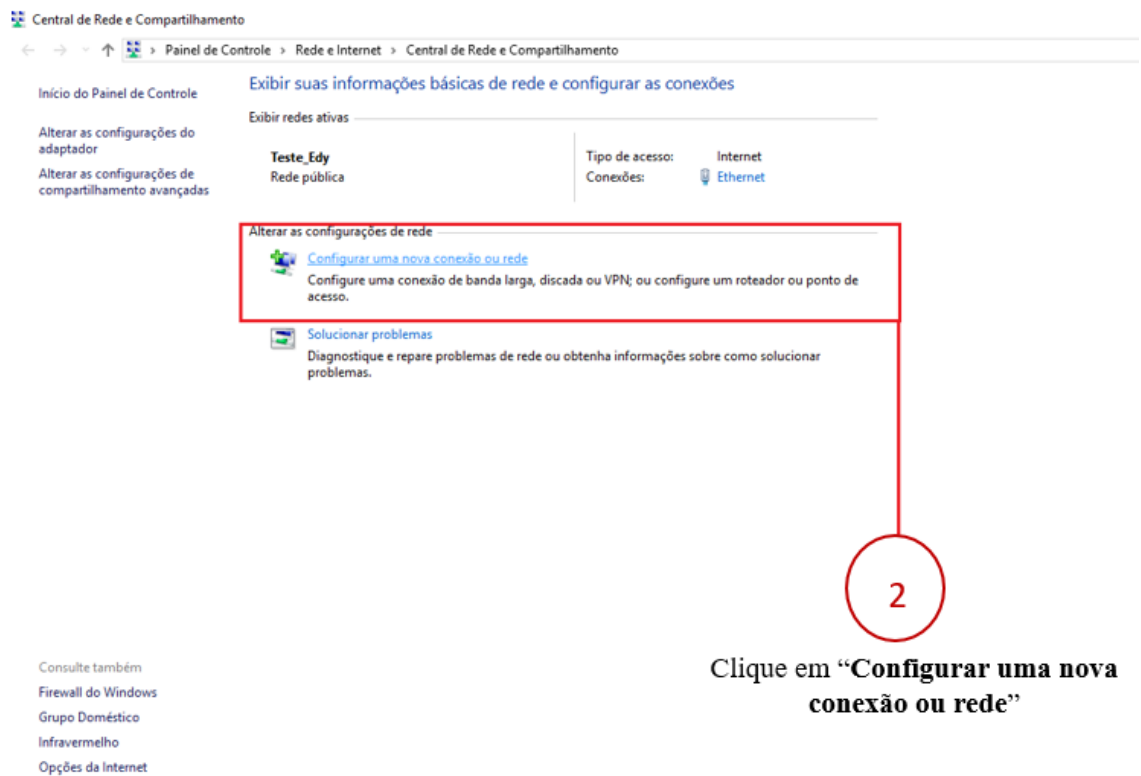 Central de Rede e Compartilhamento
Painel de Controle > Rede e Internet > Central de Rede e Compartilhamento
Início do Painel de Controle
Alterar as configurações do
adaptador
Alterar as configurações de
compartilhamento avançadas
Exibir suas informações básicas de rede e configurar as conexões
Exibir redes ativas
Teste_Edy
Rede pública
Tipo de acesso: Internet
Conexões: Ethernet
Alterar as configurações de rede
Configurar uma nova conexão ou rede
Configure uma conexão de banda larga, discada ou VPN; ou configure um roteador ou ponto de
acesso.
Solucionar problemas
Diagnostique e repare problemas de rede ou obtenha informações sobre como solucionar
problemas.
2
Clique em “Configurar uma nova
conexão ou rede”
Consulte também
Firewall do Windows
Grupo Doméstico
Infravermelho
Opções da Internet